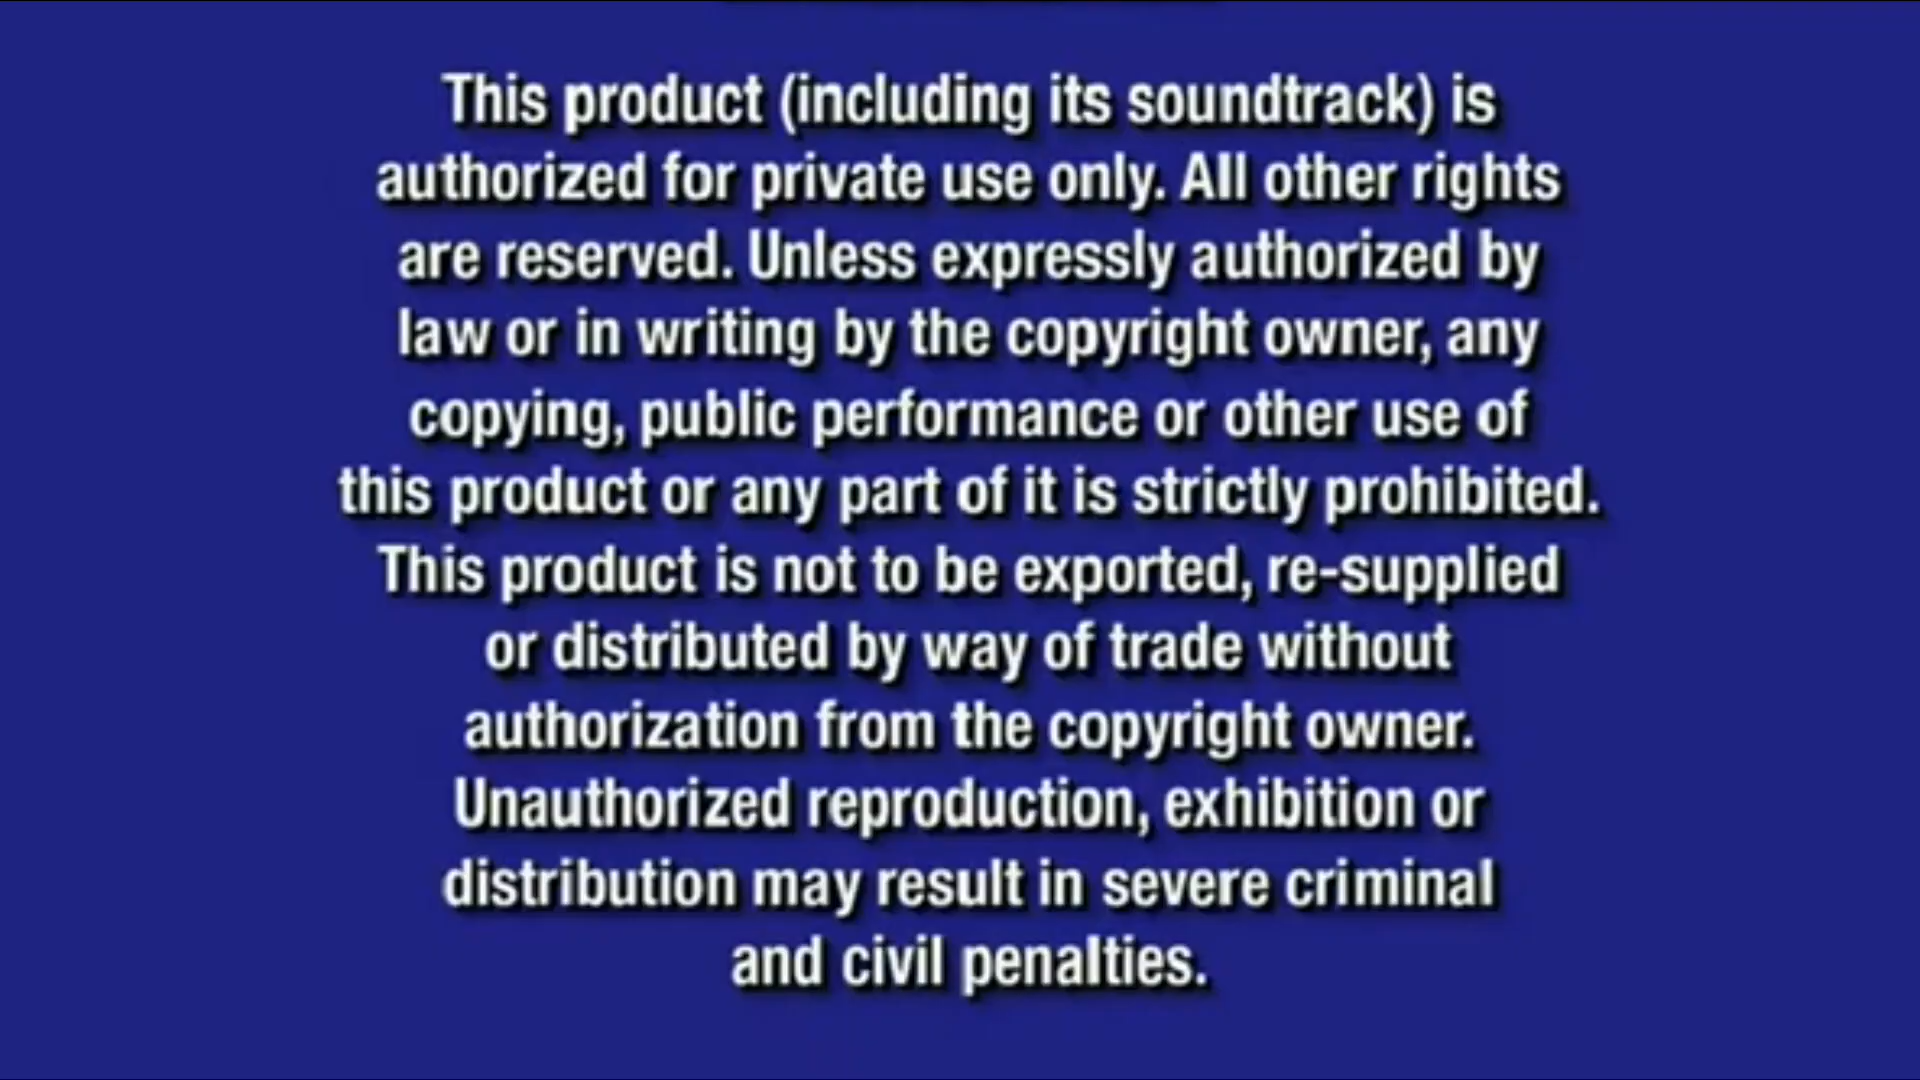 This product (including its soundtrack) is
authorized for private use only. All other rights
are reserved. Unless expressly authorized by
law or in writing by the copyright owner, any
copying, public performance or other use of
this product or any part of it is strictly prohibited.
This product is not to be exported, re-supplied
or distributed by way of trade without
authorization from the copyright owner.
Unauthorized reproduction, exhibition or
distribution may result in severe criminal
and civil penalties.